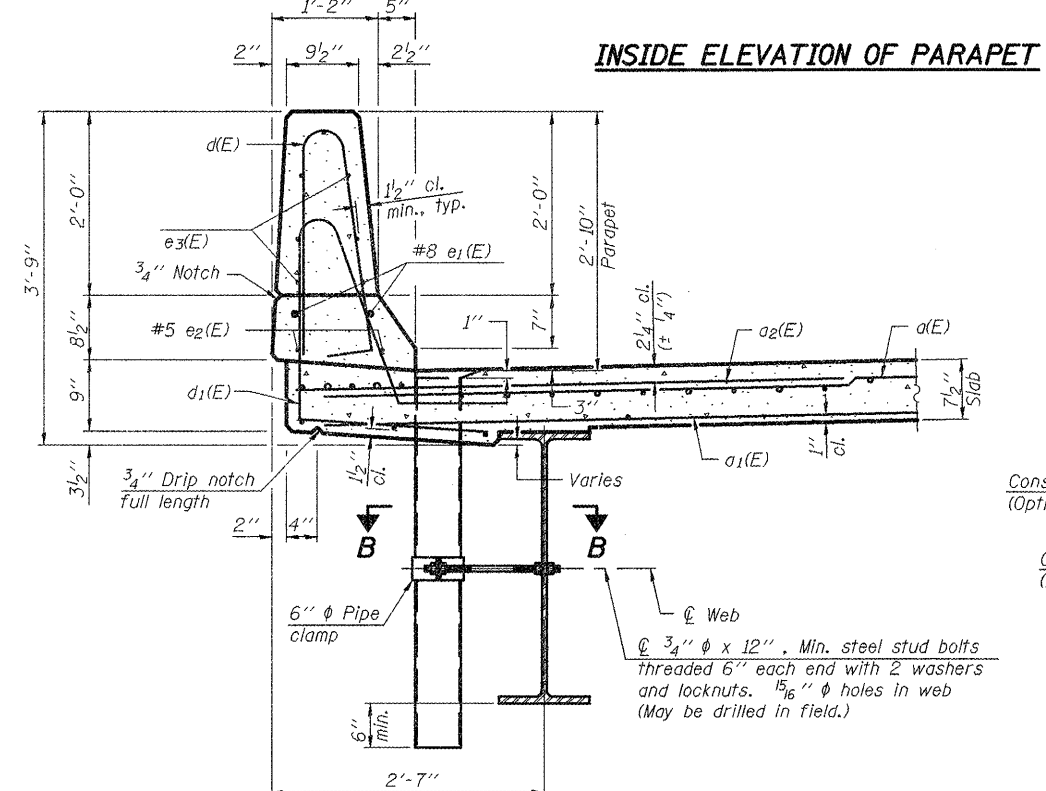 1'-2" 5"
2" 9½" 2½"
INSIDE ELEVATION OF PARAPET
d(E)
1½" cl.
min., typ.
2'-0"
2'-0"
2'-10"
Parapet
3'-9"
e3(E)
#8 e1(E)
¾" Notch
8½"
#5 e2(E)
1"
7"
2¼" cl.
(± ¼")
a2(E)
a(E)
9"
d1(E)
3"
7½"
Slab
1½"
cl.
1"
cl.
a1(E)
3½"
¾" Drip notch
full length
Varies
2" 4"
B B
6" ϕ Pipe
clamp
℄ Web
℄ ¾" ϕ x 12" , Min. steel stud bolts
threaded 6" each end with 2 washers
and locknuts. 15/16" ϕ holes in web
(May be drilled in field.)
6"
min.
2'-7"
Cons
(Opti